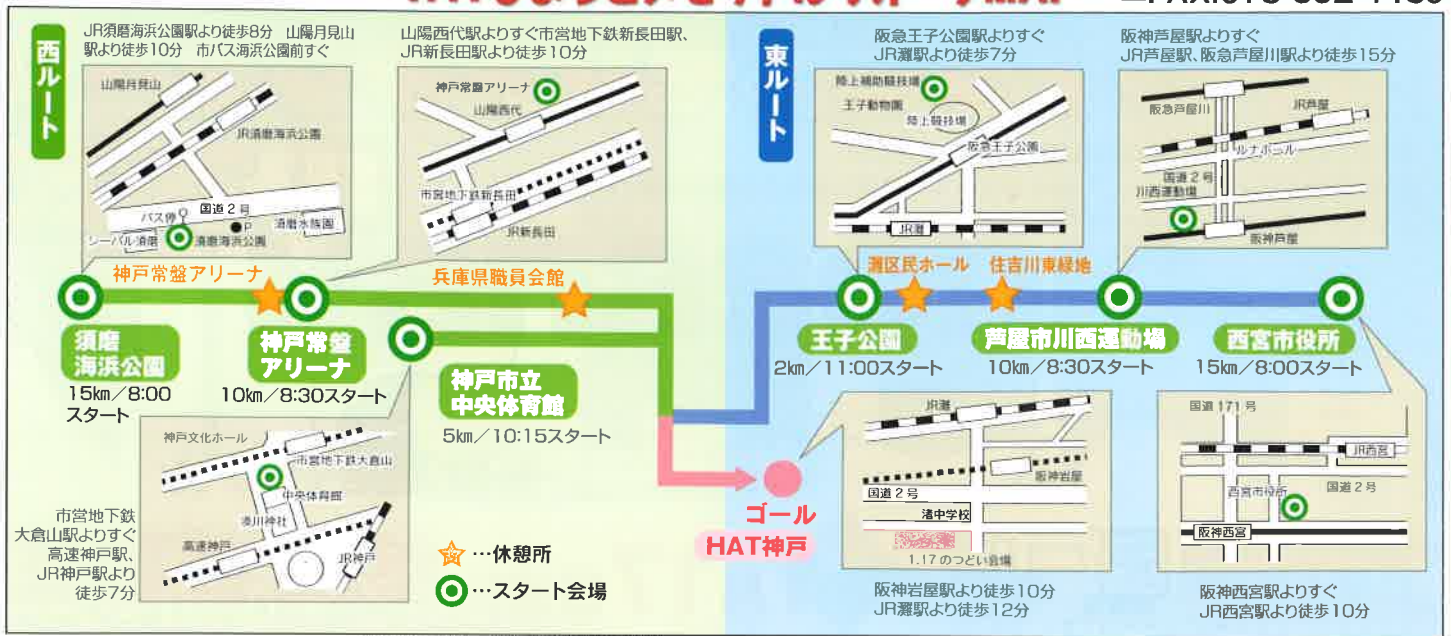 西ルート
JR須磨海浜公園駅より徒歩8分 山陽月見山
駅より徒歩10分 市バス海浜公園前すぐ
山陽月見山
JR須磨海浜公園
バス停
国道2号
P
須磨水族園
シーパル須磨
須磨海浜公園
山陽西代駅よりすぐ市営地下鉄新長田駅、
JR新長田駅より徒歩10分
神戸常盤アリーナ
山陽西代
市営地下鉄新長田
JR新長田
神戸常盤アリーナ
兵庫県職員会館
須磨
海浜公園
15km/8:00
スタート
神戸常盤
アリーナ
10km/8:30スタート
神戸市立
中央体育館
5km/10:15スタート
神戸文化ホール
市営地下鉄大倉山
中央体育館
湊川神社
高速神戸
JR神戸
市営地下鉄
大倉山駅よりすぐ
高速神戸駅、
JR神戸駅より
徒歩7分
…休憩所
…スタート会場
東ルート
阪急王子公園駅よりすぐ
JR灘駅より徒歩7分
陸上補助競技場
王子動物園
陸上競技場
阪急王子公園
JR灘
阪神芦屋駅よりすぐ
JR芦屋駅、阪急芦屋川駅より徒歩15分
阪急芦屋川
JR芦屋
ルナホール
国道2号
川西運動場
阪神芦屋
灘区民ホール
住吉川東緑地
王子公園
2km/11:00スタート
芦屋市川西運動場
10km/8:30スタート
西宮市役所
15km/8:00スタート
ゴール
HAT神戸
JR灘
阪神岩屋
国道2号
渚中学校
1.17のつどい会場
阪神岩屋駅より徒歩10分
JR灘駅より徒歩12分
国道171号
JR西宮
西宮市役所
国道2号
阪神西宮
阪神西宮駅よりすぐ
JR西宮駅より徒歩10分